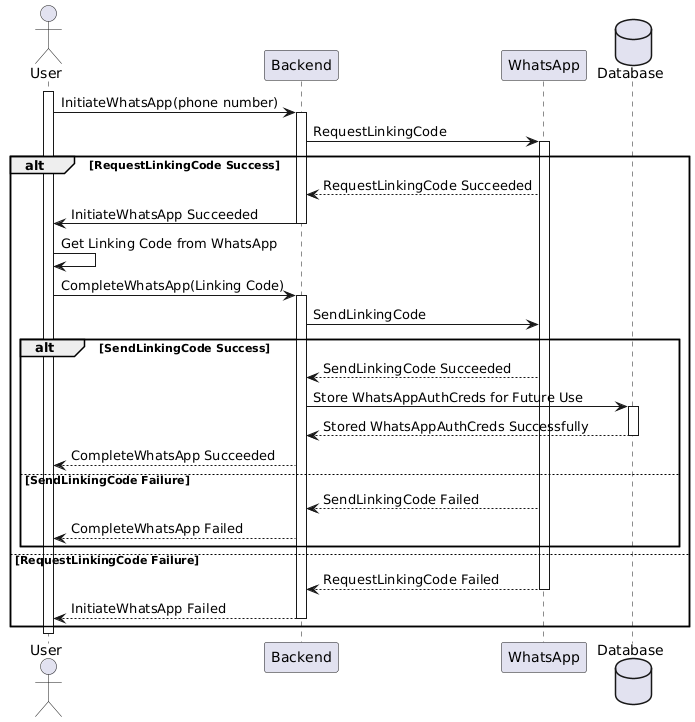 User
Backend
WhatsApp
Database
InitiateWhatsApp(phone number)
RequestLinkingCode
alt
[RequestLinkingCode Success]
RequestLinkingCode Succeeded
InitiateWhatsApp Succeeded
Get Linking Code from WhatsApp
CompleteWhatsApp(Linking Code)
SendLinkingCode
alt
[SendLinkingCode Success]
SendLinkingCode Succeeded
Store WhatsAppAuthCreds for Future Use
Stored WhatsAppAuthCreds Successfully
CompleteWhatsApp Succeeded
[SendLinkingCode Failure]
SendLinkingCode Failed
CompleteWhatsApp Failed
[RequestLinkingCode Failure]
RequestLinkingCode Failed
InitiateWhatsApp Failed
User
Backend
WhatsApp
Database